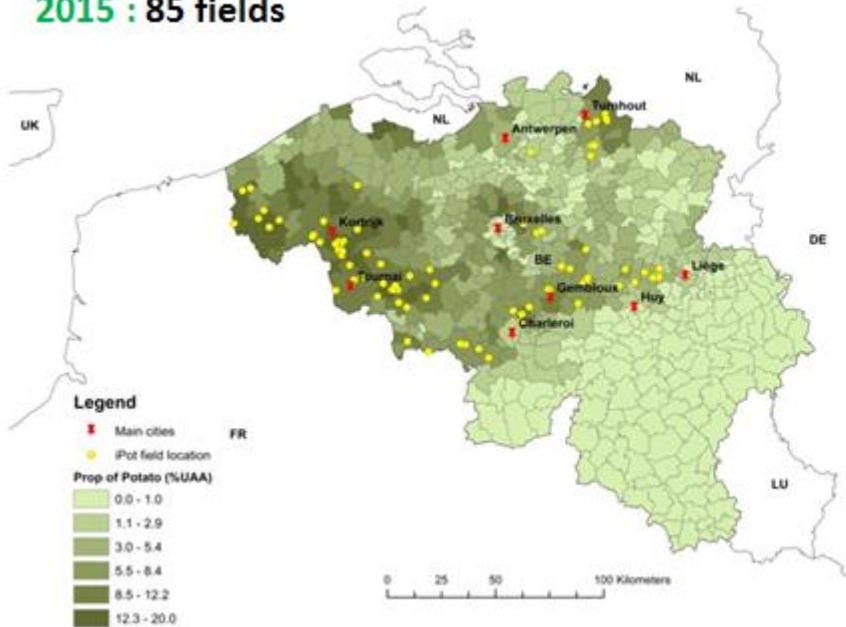 2015 : 85 fields
NL
UK
NL
Turnhout
Antwerpen
Kortrijk
Bruxelles
DE
BE
Liège
Tournai
Gembloux
Huy
Charleroi
Legend
Main cities
FR
iPot field location
Prop of Potato (%UAA)
LU
0.0 - 1.0
1.1 - 2.9
3.0 - 5.4
5.5 - 8.4
8.5 - 12.2
12.3 - 20.0
0 25 50 100 Kilometers